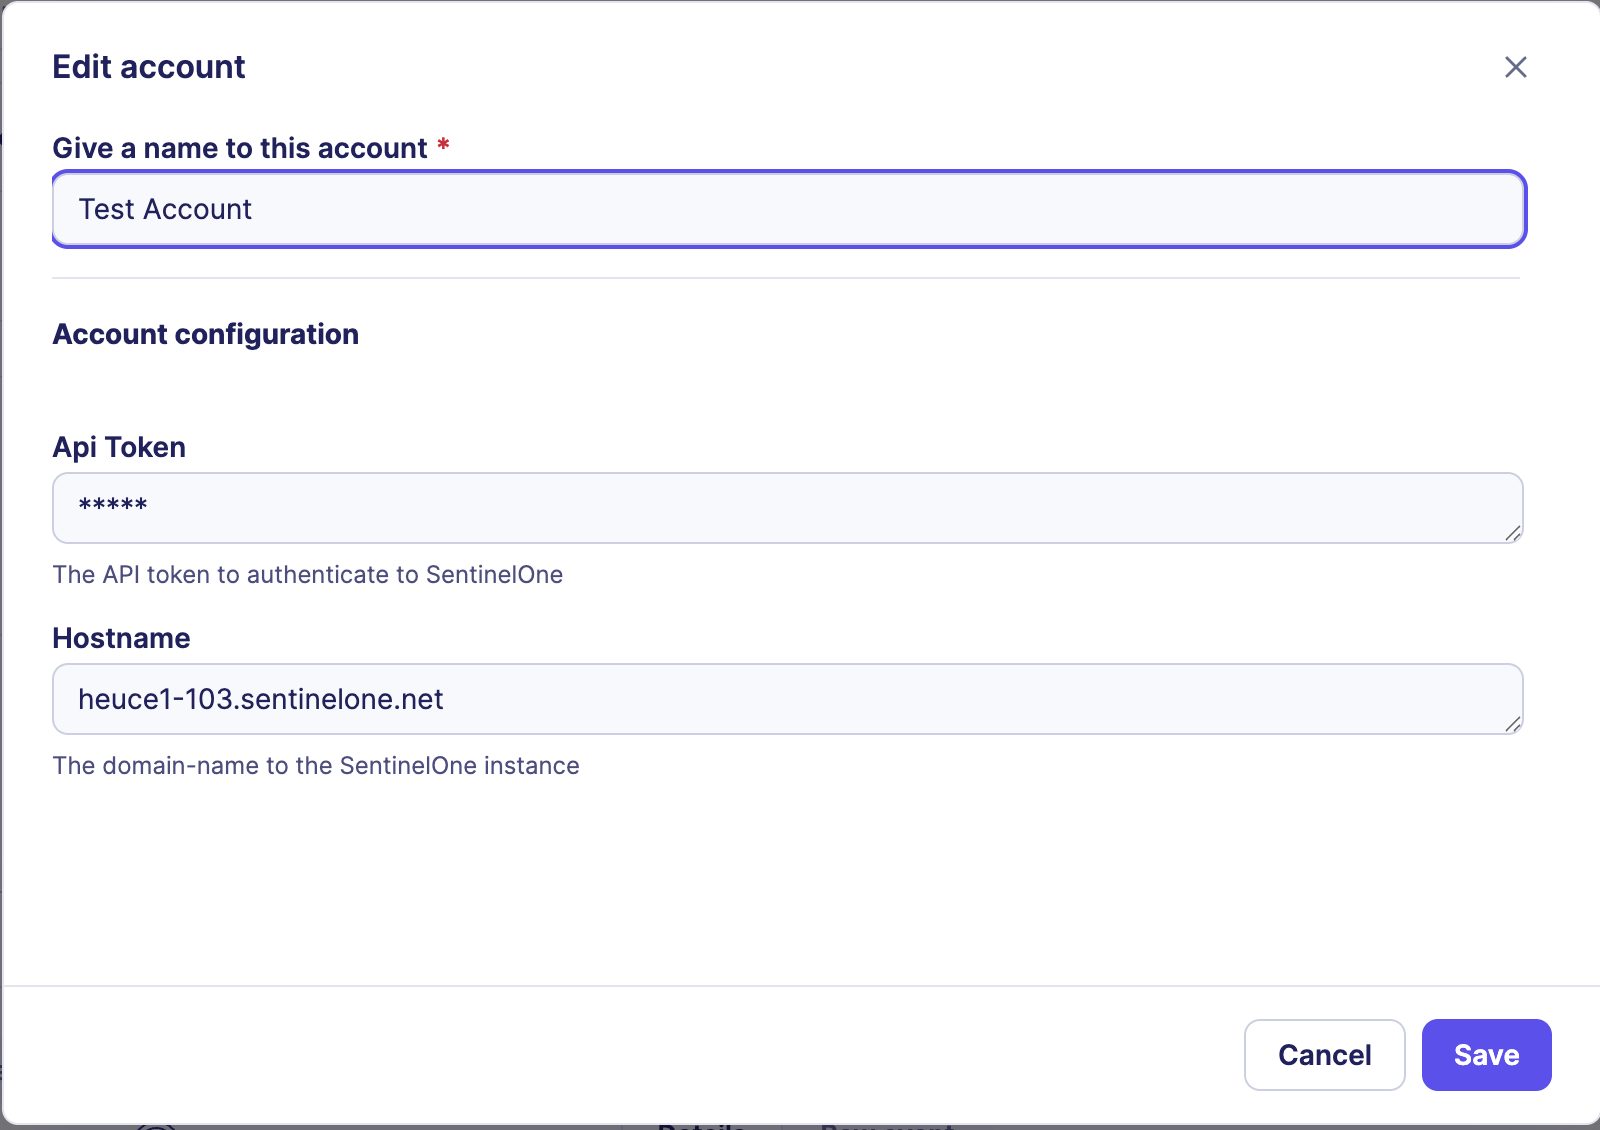 Edit account
Give a name to this account *
Test Account
Account configuration
Api Token
*****
The API token to authenticate to SentinelOne
Hostname
heuce1-103.sentinelone.net
The domain-name to the SentinelOne instance
Cancel
Save